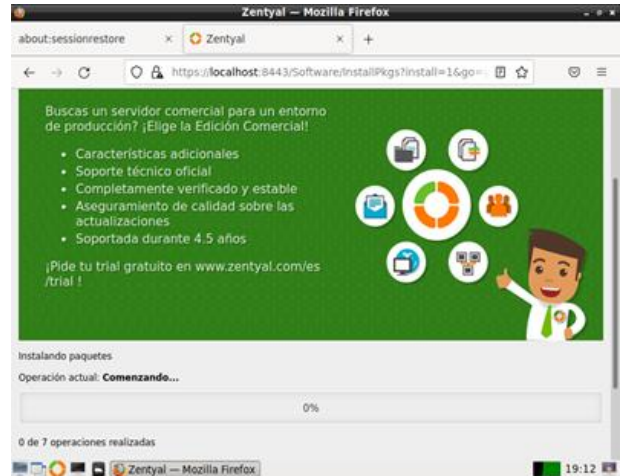 Zentyal — Mozilla Firefox
about:sessionrestore
Zentyal
https://localhost:8443/Software/InstallPkgs?install=1&go=
Buscas un servidor comercial para un entorno
de producción? ¡Elige la Edición Comercial!
• Características adicionales
• Soporte técnico oficial
• Completamente verificado y estable
• Aseguramiento de calidad sobre las
actualizaciones
• Soportada durante 4.5 años
¡Pide tu trial gratuito en www.zentyal.com/es
/trial !
Instalando paquetes
Operación actual: Comenzando...
0%
0 de 7 operaciones realizadas
Zentyal — Mozilla Firefox
19:12